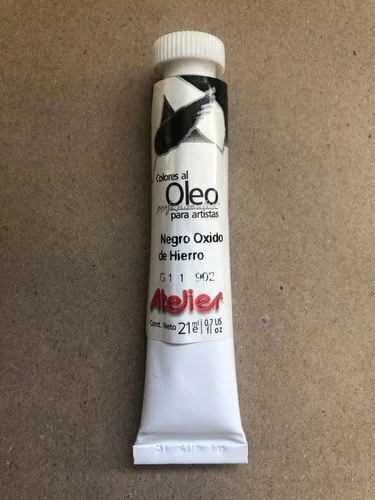 Colores al
Oleo
profesionales
para artistas
Negro Oxido
de Hierro
G11-902
Atelier
Cont. Neto 21 ml e 0.7 US fl oz